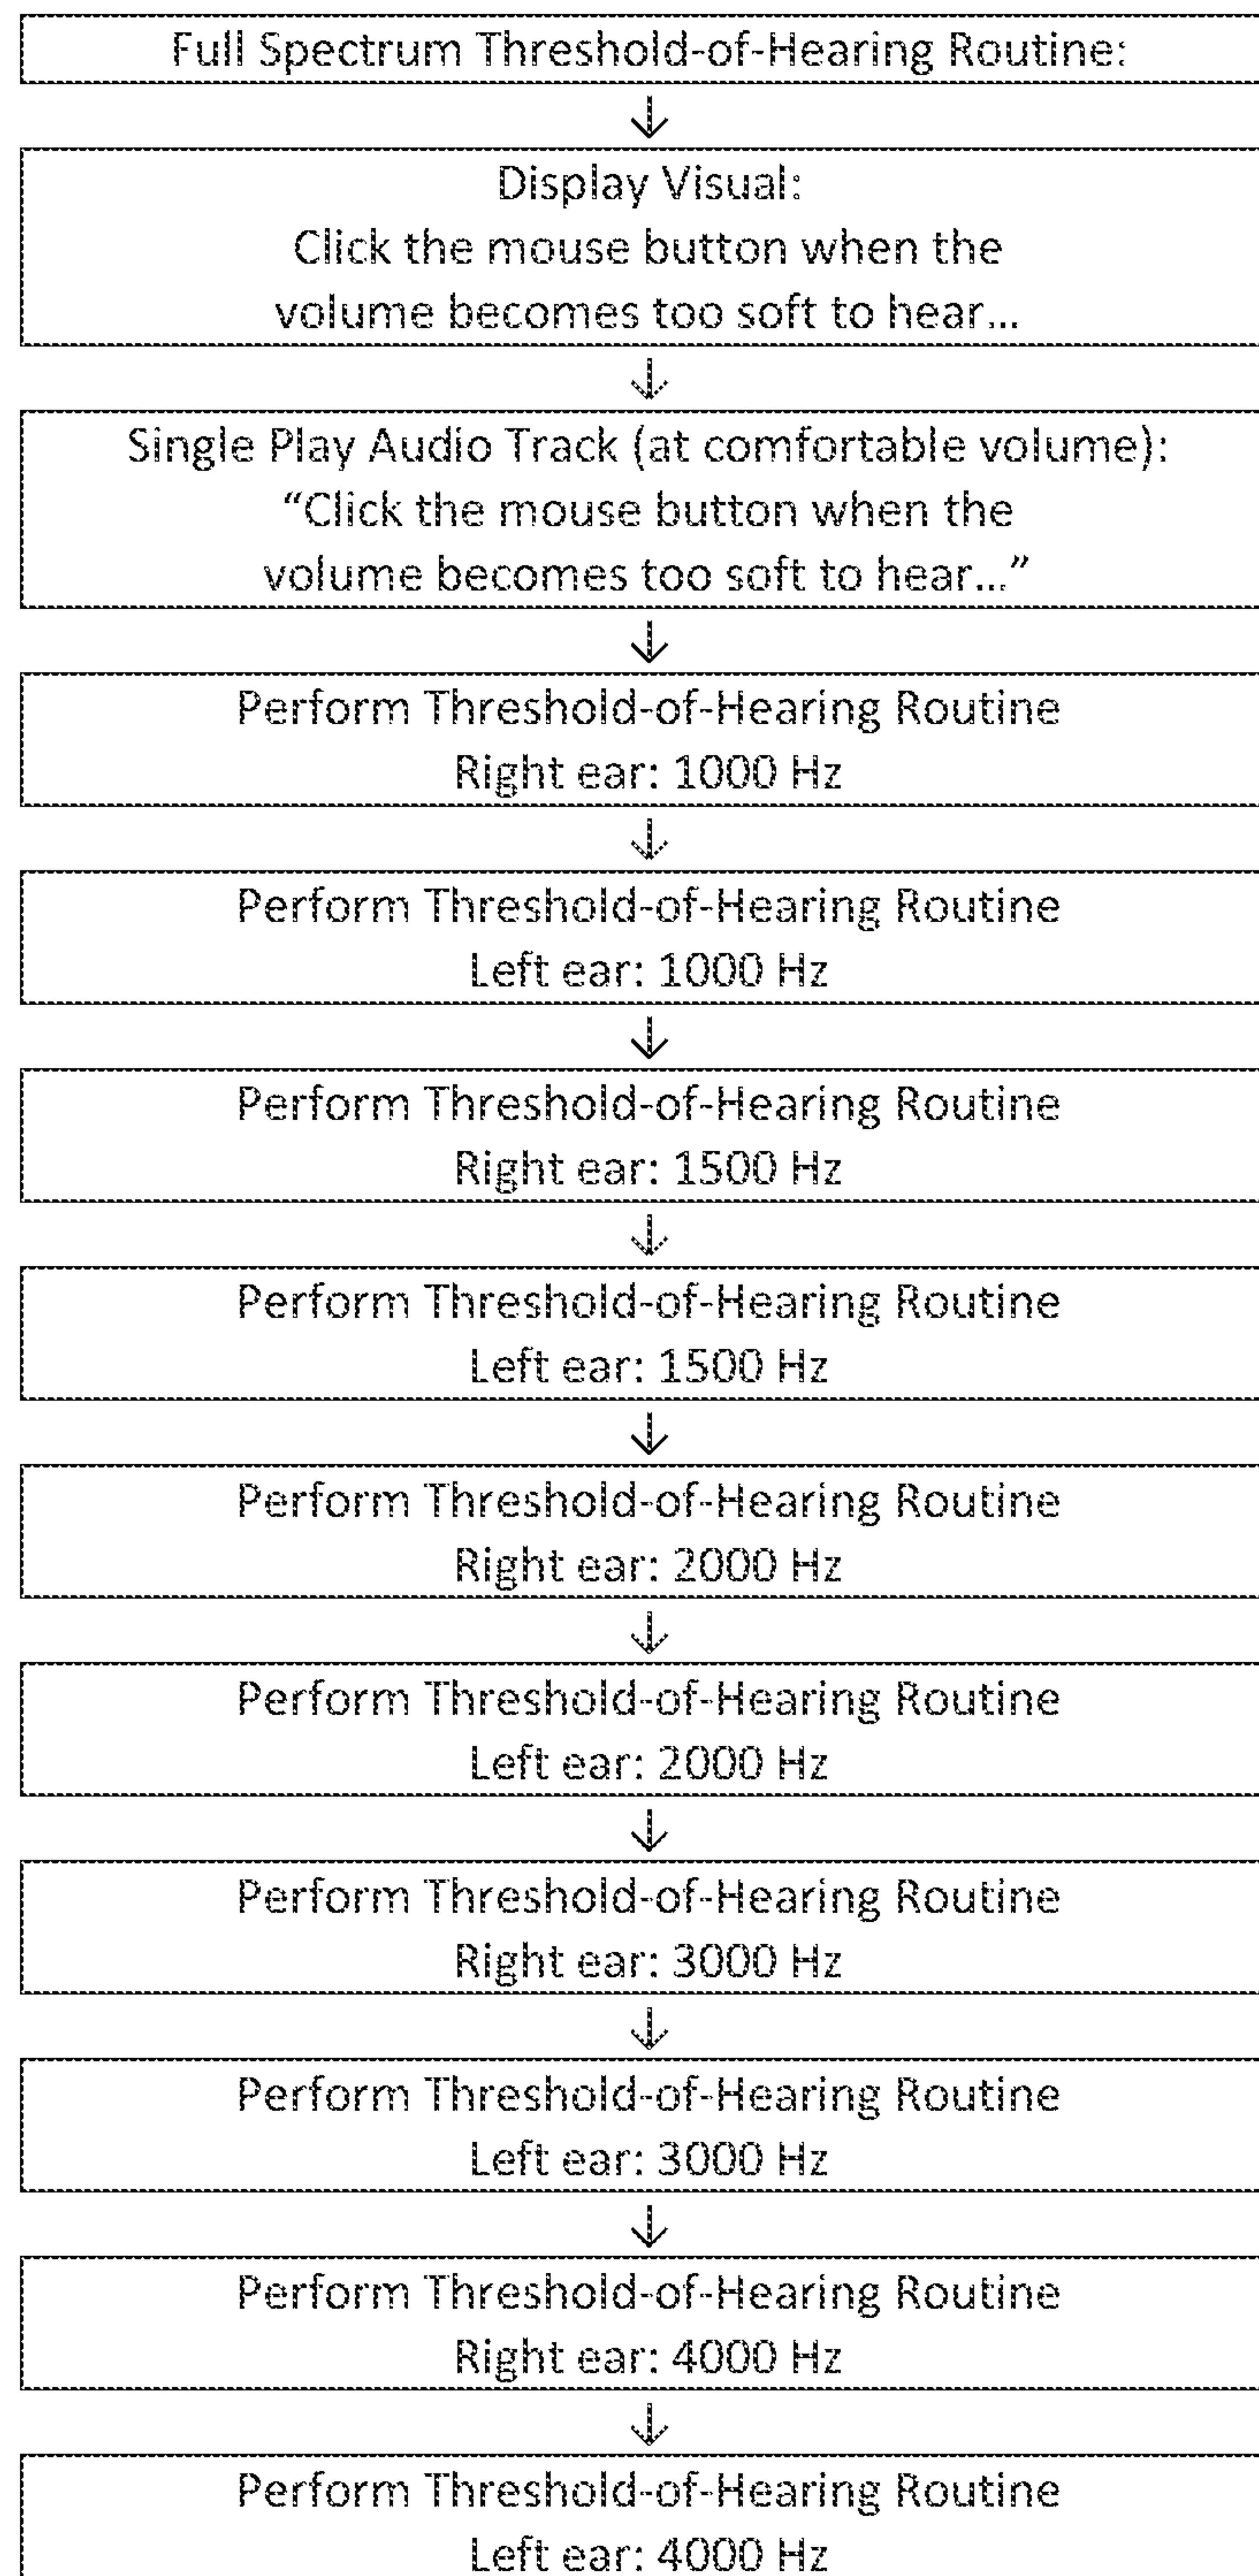 Full Spectrum Threshold-of-Hearing Routine:
Display Visual:
Click the mouse button when the
volume becomes too soft to hear...
Single Play Audio Track (at comfortable volume):
“Click the mouse button when the
volume becomes too soft to hear...”
Perform Threshold-of-Hearing Routine
Right ear: 1000 Hz
Perform Threshold-of-Hearing Routine
Left ear: 1000 Hz
Perform Threshold-of-Hearing Routine
Right ear: 1500 Hz
Perform Threshold-of-Hearing Routine
Left ear: 1500 Hz
Perform Threshold-of-Hearing Routine
Right ear: 2000 Hz
Perform Threshold-of-Hearing Routine
Left ear: 2000 Hz
Perform Threshold-of-Hearing Routine
Right ear: 3000 Hz
Perform Threshold-of-Hearing Routine
Left ear: 3000 Hz
Perform Threshold-of-Hearing Routine
Right ear: 4000 Hz
Perform Threshold-of-Hearing Routine
Left ear: 4000 Hz